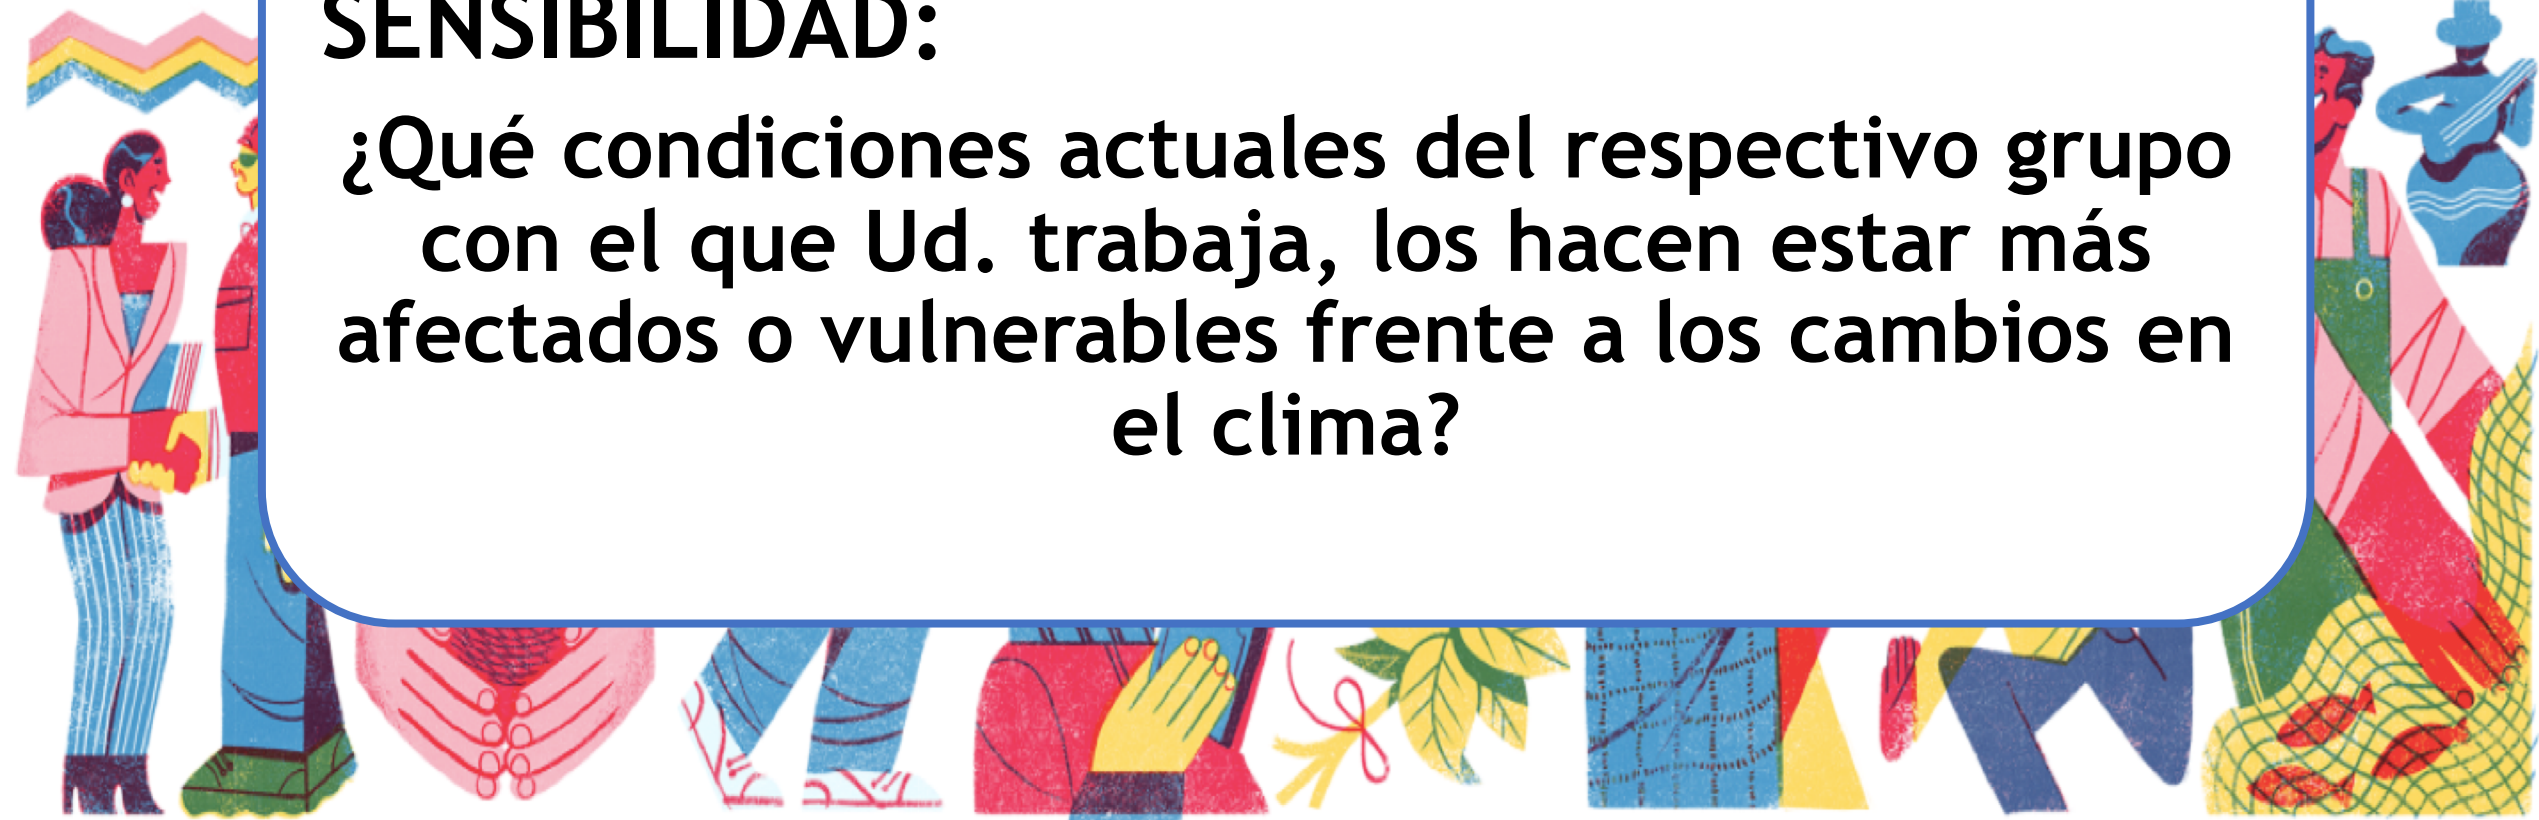 SENSIBILIDAD:
¿Qué condiciones actuales del respectivo grupo
con el que Ud. trabaja, los hacen estar más
afectados o vulnerables frente a los cambios en
el clima?